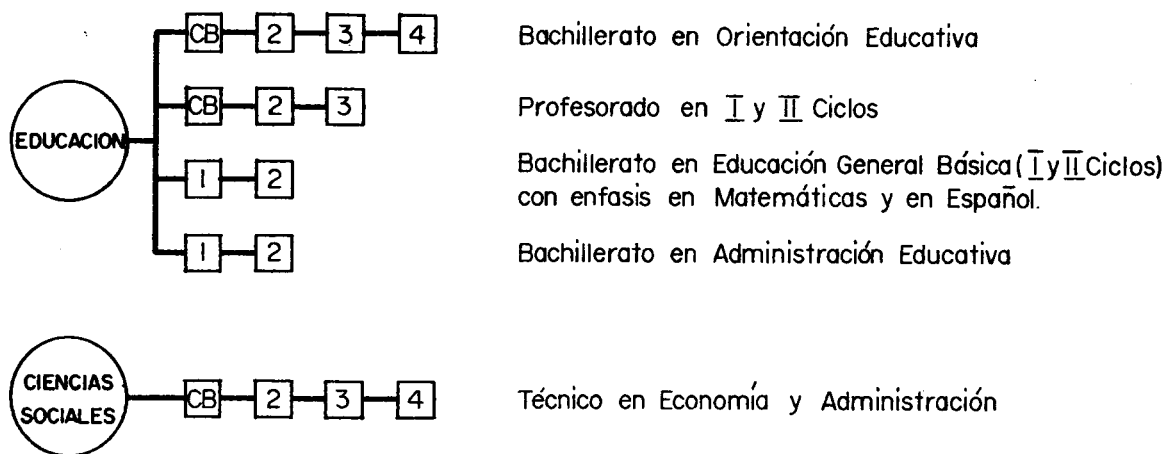 CB 2 3 4 Bachillerato en Orientación Educativa
CB 2 3 Profesorado en I y II Ciclos
EDUCACION
1 2 Bachillerato en Educación General Básica (I y II Ciclos)
con enfasis en Matemáticas y en Español.
1 2 Bachillerato en Administración Educativa
CIENCIAS
SOCIALES
CB 2 3 4 Técnico en Economía y Administración